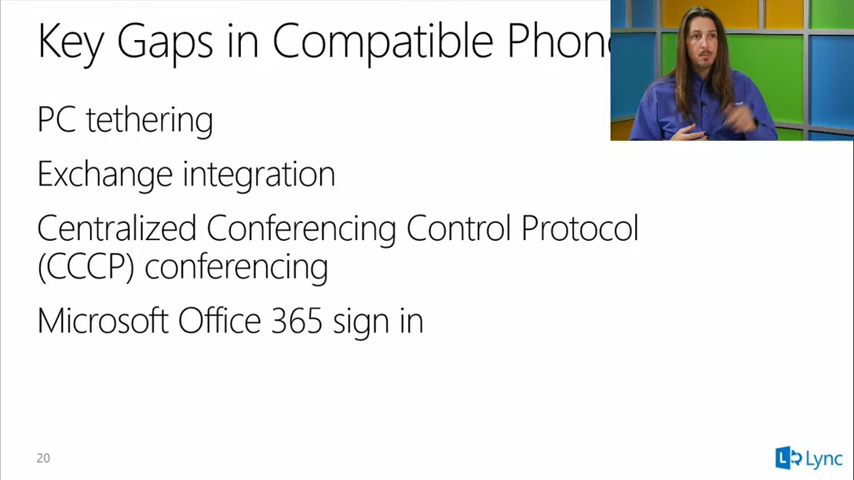 Key Gaps in Compatible
PC tethering
Exchange integration
Centralized Conferencing Control Protocol
(CCCP) conferencing
Microsoft Office 365 sign in
20
Lync